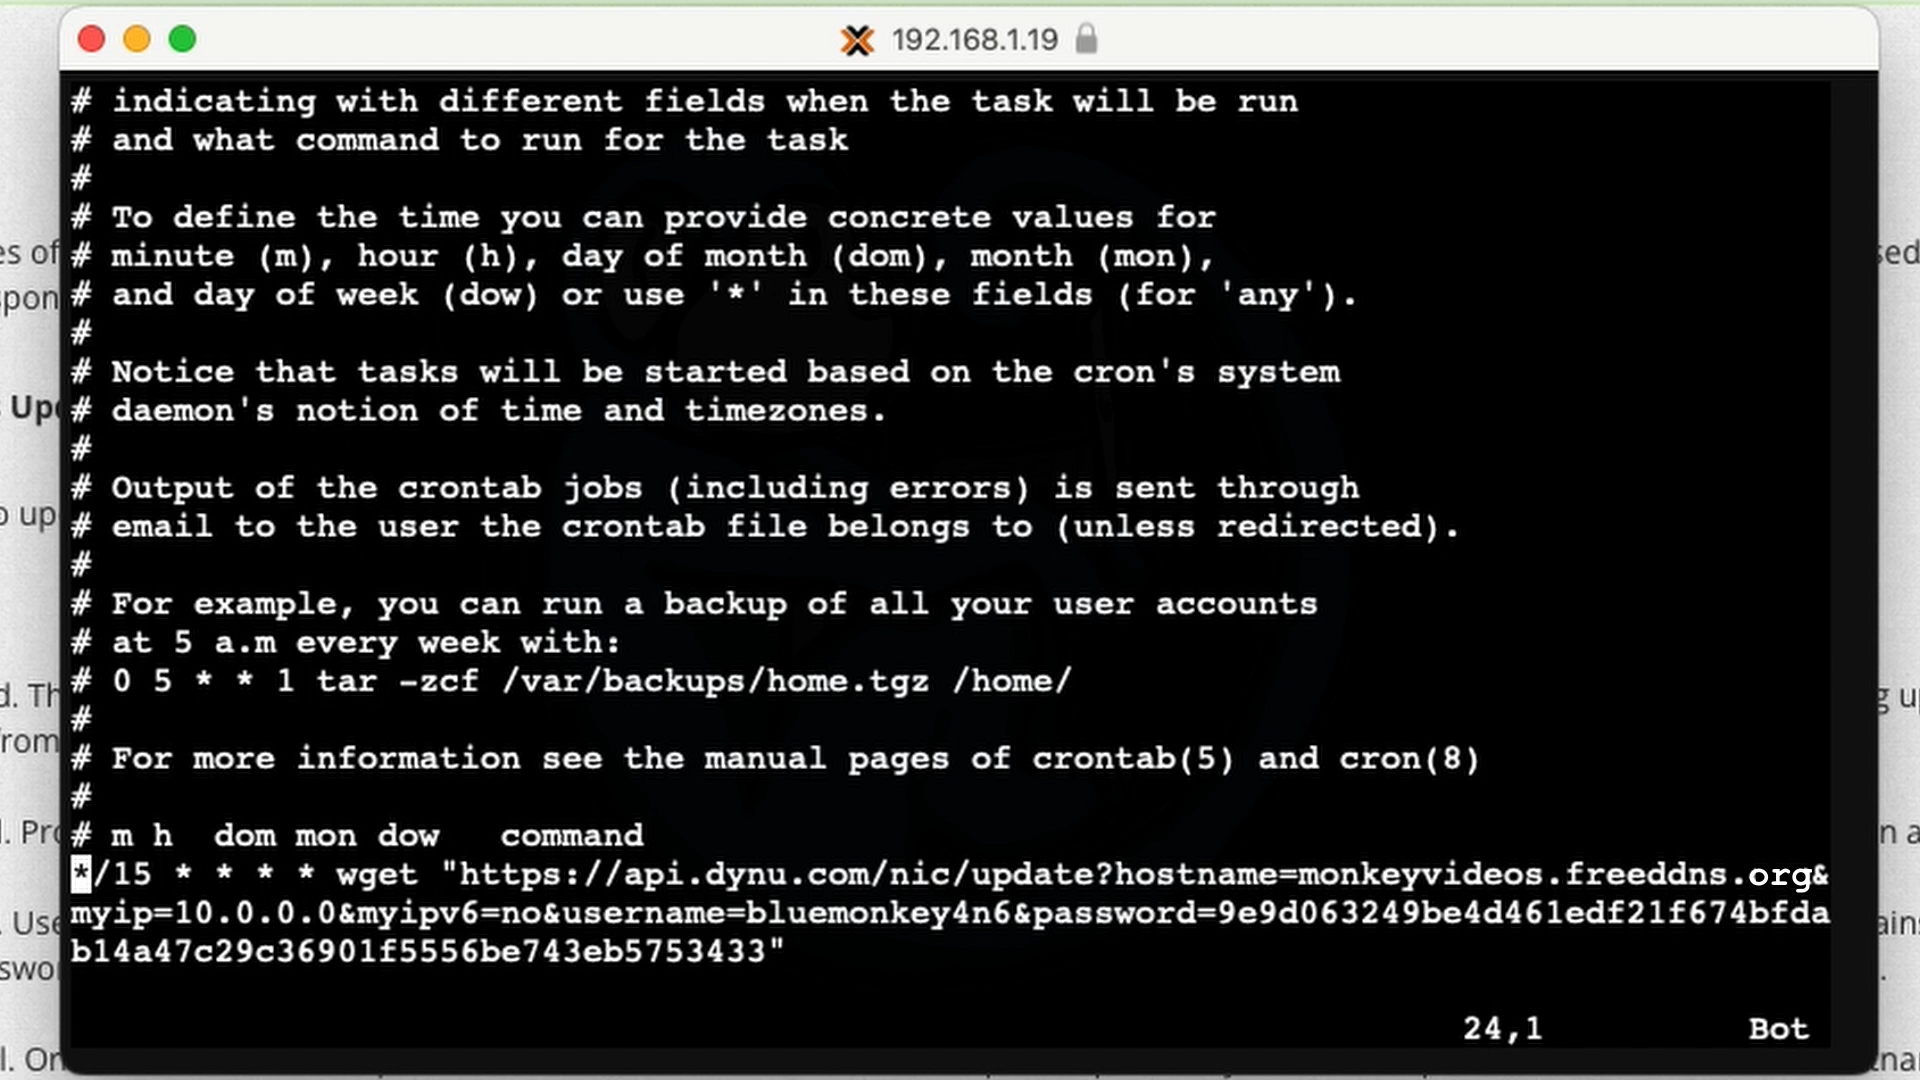 192.168.1.19
# indicating with different fields when the task will be run
# and what command to run for the task
#
# To define the time you can provide concrete values for
# minute (m), hour (h), day of month (dom), month (mon),
# and day of week (dow) or use '*' in these fields (for 'any').
#
# Notice that tasks will be started based on the cron's system
# daemon's notion of time and timezones.
#
# Output of the crontab jobs (including errors) is sent through
# email to the user the crontab file belongs to (unless redirected).
#
# For example, you can run a backup of all your user accounts
# at 5 a.m every week with:
# 0 5 * * 1 tar -zcf /var/backups/home.tgz /home/
#
# For more information see the manual pages of crontab(5) and cron(8)
#
# m h  dom mon dow   command
*/15 * * * * wget "https://api.dynu.com/nic/update?hostname=monkeyvideos.freeddns.org&
myip=10.0.0.0&myipv6=no&username=bluemonkey4n6&password=9e9d063249be4d461edf21f674bfda
b14a47c29c36901f5556be743eb5753433"
24,1 Bot